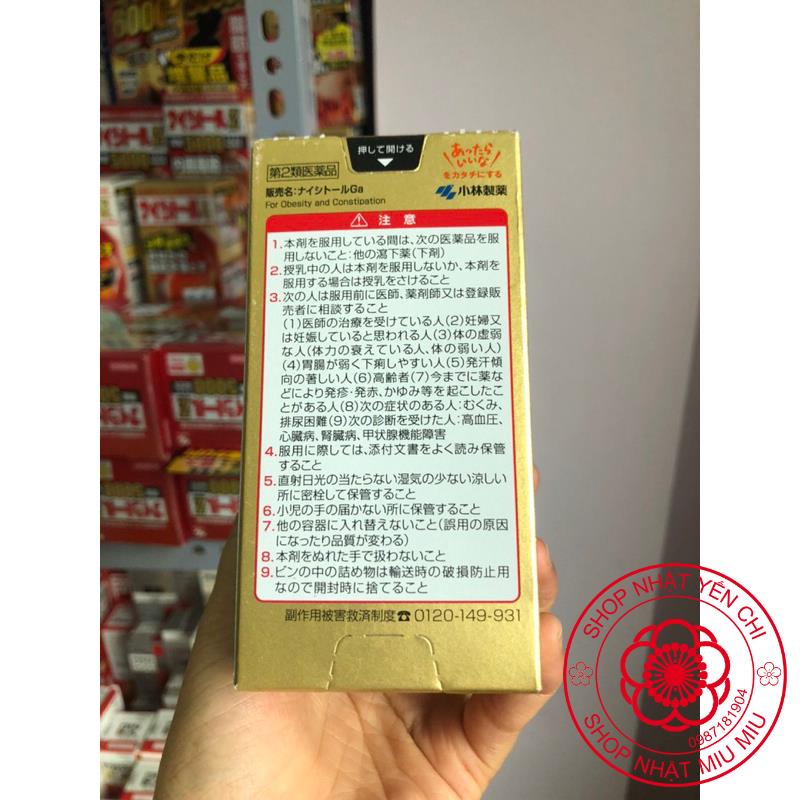 押して開ける
第2類医薬品
あったら
いいな
をカタチにする
販売名:ナイシトールGa
小林製薬
For Obesity and Constipation
注意
1.本剤を服用している間は、次の医薬品を服
用しないこと:他の瀉下薬(下剤)
2.授乳中の人は本剤を服用しないか、本剤を
服用する場合は授乳をさけること
3.次の人は服用前に医師、薬剤師又は登録販
売者に相談すること
(1)医師の治療を受けている人(2)妊婦又
は妊娠していると思われる人(3)体の虚弱
な人(体力の衰えている人、体の弱い人)
(4)胃腸が弱く下痢しやすい人(5)発汗傾
向の著しい人(6)高齢者(7)今までに薬な
どにより発疹・発赤、かゆみ等を起こしたこ
とがある人(8)次の症状のある人:むくみ、
排尿困難(9)次の診断を受けた人:高血圧、
心臓病、腎臓病、甲状腺機能障害
4.服用に際しては、添付文書をよく読み保管
すること
5.直射日光の当たらない湿気の少ない涼しい
所に密栓して保管すること
6.小児の手の届かない所に保管すること
7.他の容器に入れ替えないこと(誤用の原因
になったり品質が変わる)
8.本剤をぬれた手で扱わないこと
9.ビンの中の詰め物は輸送時の破損防止用
なので開封時に捨てること
副作用被害救済制度☎0120-149-931
SHOP NHẬT YẾN CHI
0987181904
SHOP NHẬT MIU MIU